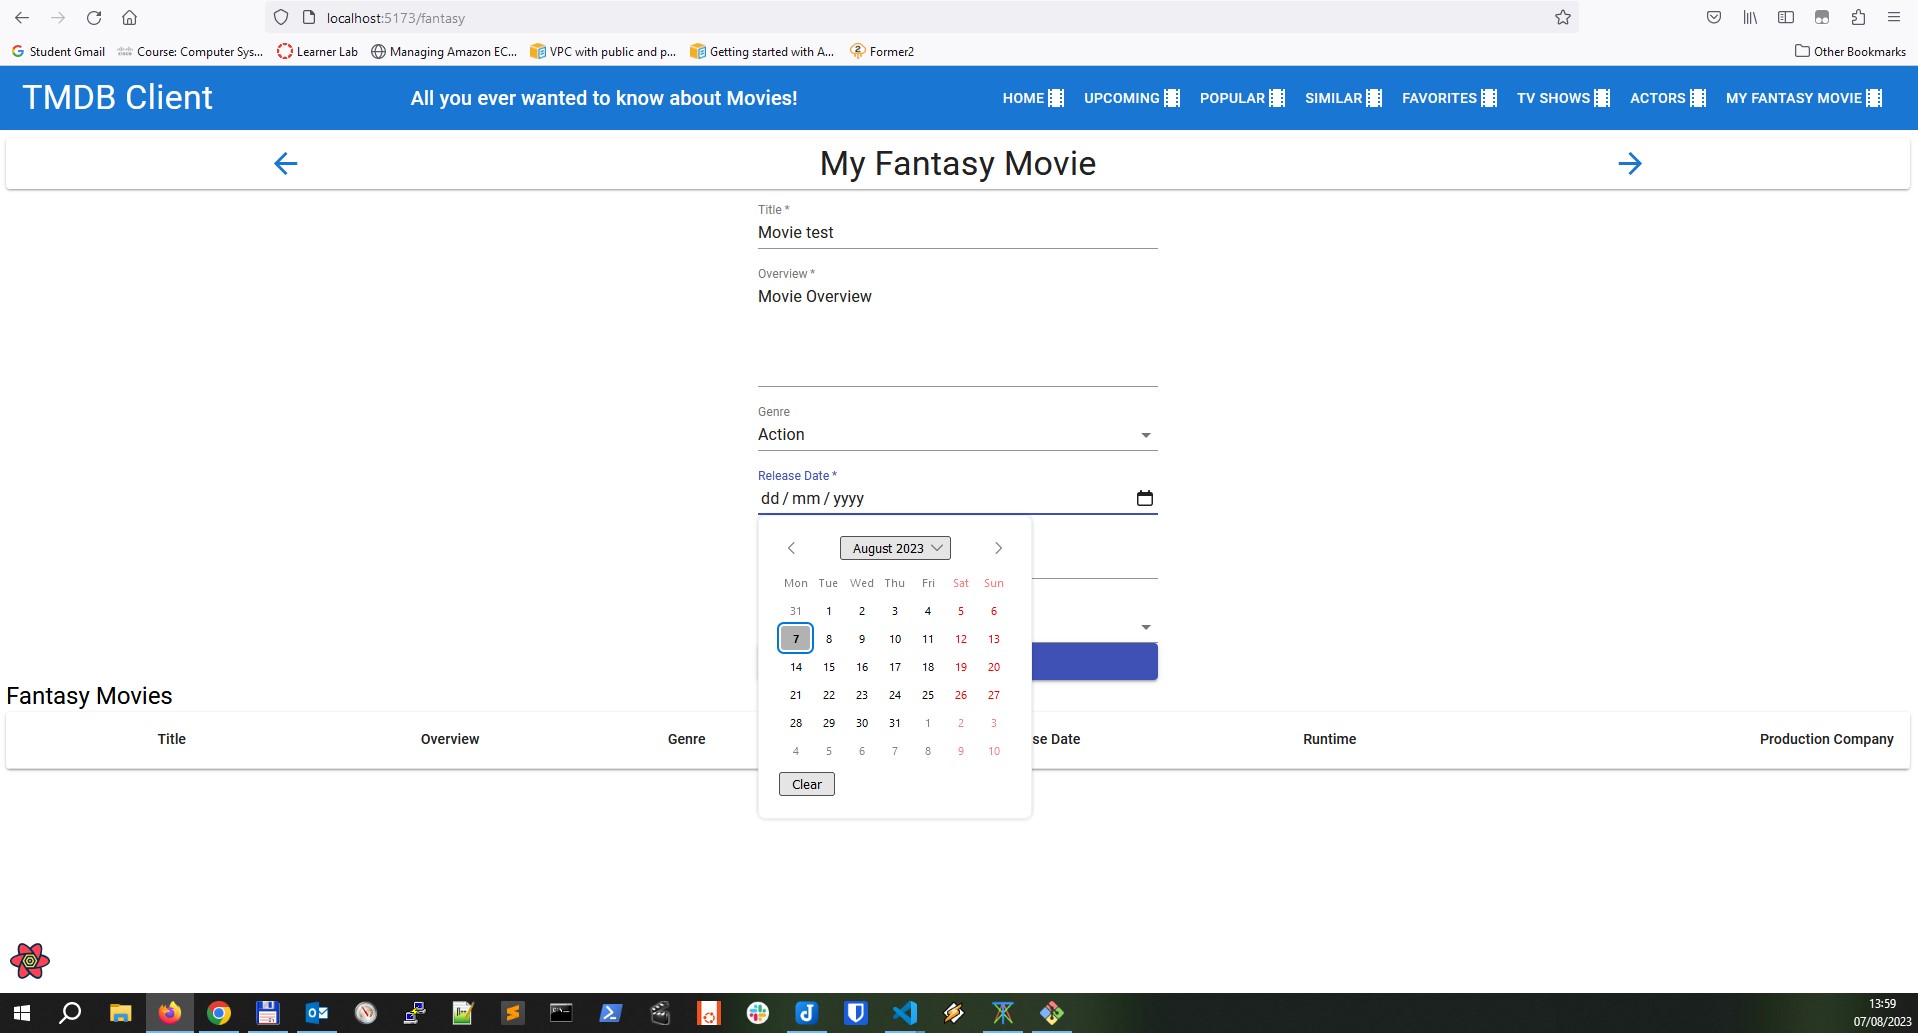 localhost:5173/fantasy
Student Gmail Course: Computer Sys... Learner Lab Managing Amazon EC... VPC with public and p... Getting started with A... Former2 Other Bookmarks
TMDB Client All you ever wanted to know about Movies! HOME UPCOMING POPULAR SIMILAR FAVORITES TV SHOWS ACTORS MY FANTASY MOVIE
My Fantasy Movie
Title *
Movie test
Overview *
Movie Overview
Genre
Action
Release Date *
dd / mm / yyyy
August 2023
Mon Tue Wed Thu Fri Sat Sun
31 1 2 3 4 5 6
7 8 9 10 11 12 13
14 15 16 17 18 19 20
21 22 23 24 25 26 27
28 29 30 31 1 2 3
4 5 6 7 8 9 10
Clear
Fantasy Movies
Title Overview Genre se Date Runtime Production Company
13:59
07/08/2023